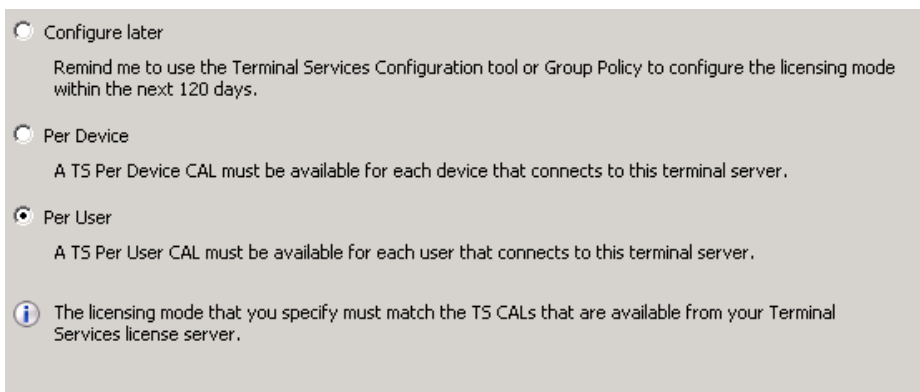 Configure later
Remind me to use the Terminal Services Configuration tool or Group Policy to configure the licensing mode
within the next 120 days.
Per Device
A TS Per Device CAL must be available for each device that connects to this terminal server.
Per User
A TS Per User CAL must be available for each user that connects to this terminal server.
The licensing mode that you specify must match the TS CALs that are available from your Terminal
Services license server.